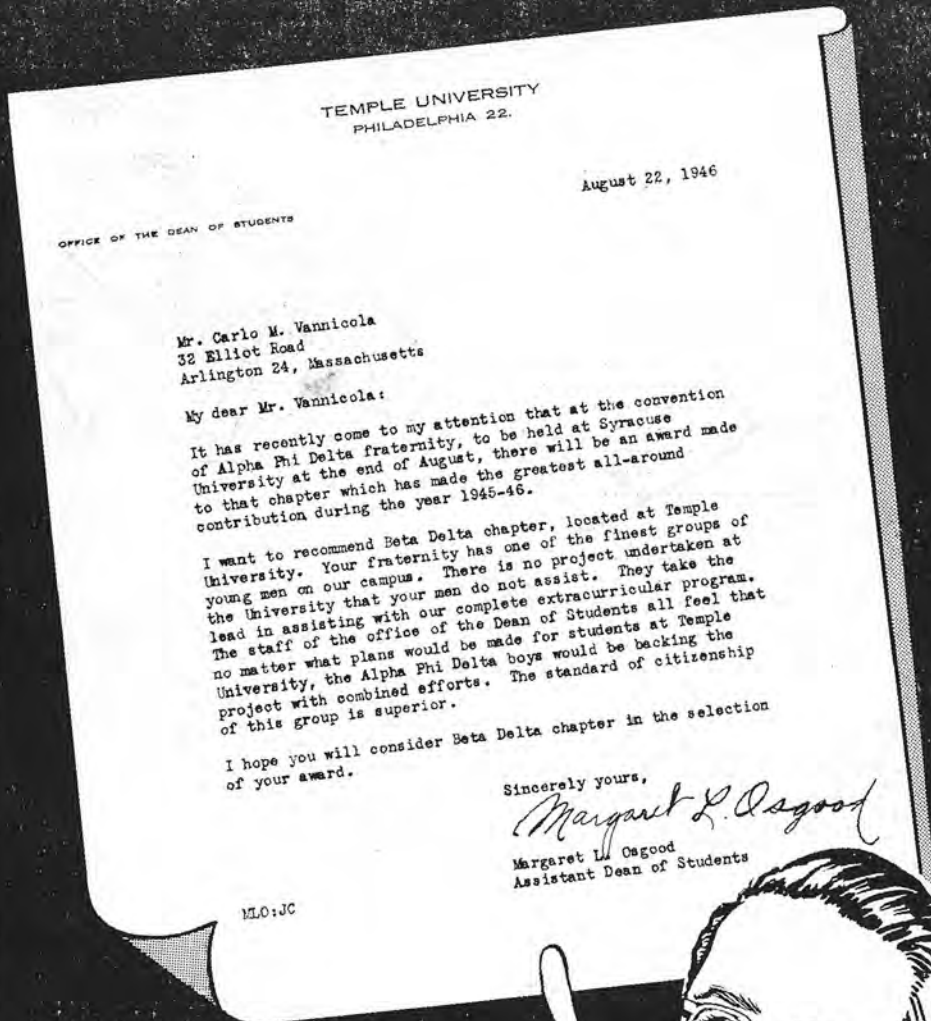 TEMPLE UNIVERSITY
PHILADELPHIA 22.
August 22, 1946
OFFICE OF THE DEAN OF STUDENTS
Mr. Carlo M. Vannicola
32 Elliot Road
Arlington 24, Massachusetts
My dear Mr. Vannicola:
It has recently come to my attention that at the convention
of Alpha Phi Delta fraternity, to be held at Syracuse
University at the end of August, there will be an award made
to that chapter which has made the greatest all-around
contribution during the year 1945-46.
I want to recommend Beta Delta chapter, located at Temple
University. Your fraternity has one of the finest groups of
young men on our campus. There is no project undertaken at
the University that your men do not assist. They take the
lead in assisting with our complete extracurricular program.
The staff of the office of the Dean of Students all feel that
no matter what plans would be made for students at Temple
University, the Alpha Phi Delta boys would be backing the
project with combined efforts. The standard of citizenship
of this group is superior.
I hope you will consider Beta Delta chapter in the selection
of your award.
Sincerely yours,
Margaret L. Osgood
Margaret L. Osgood
Assistant Dean of Students
MLO:JC